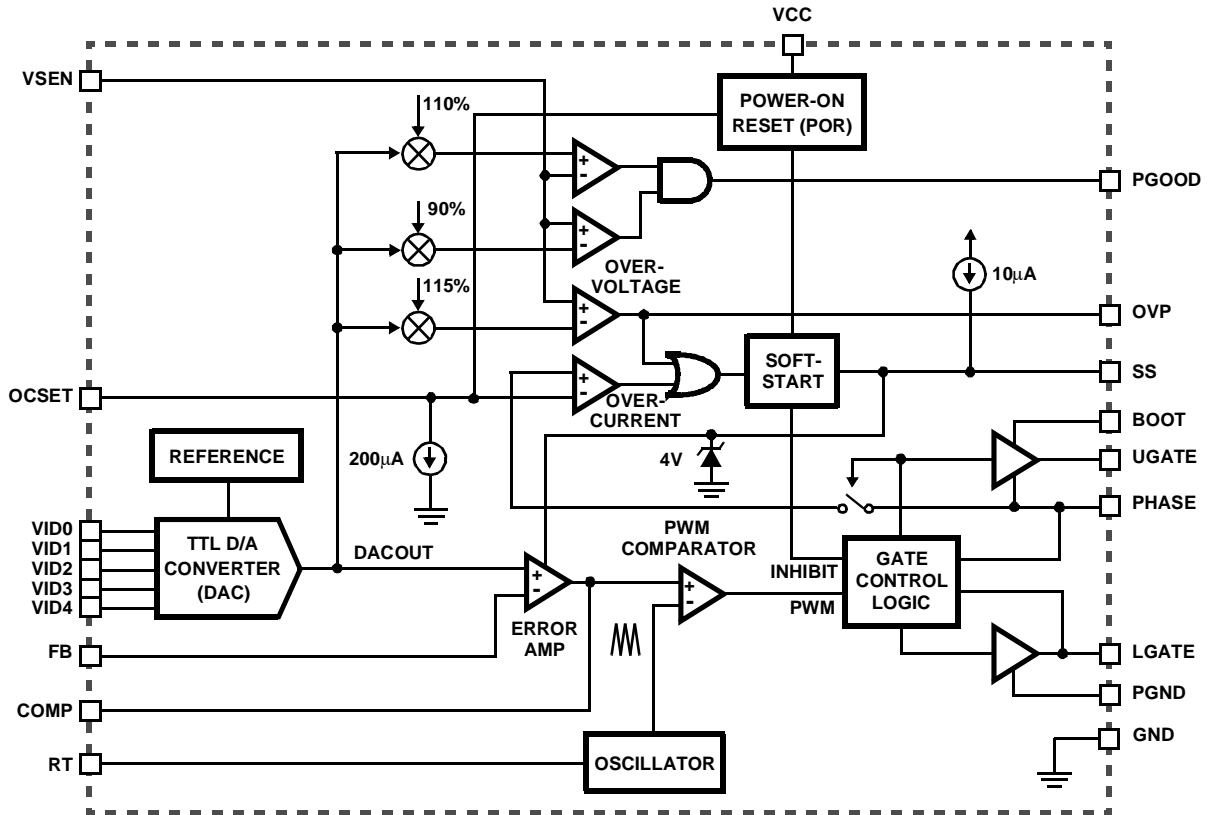 VCC
VSEN
110%
POWER-ON
RESET (POR)
+
-
PGOOD
90%
+
-
10µA
OVER-
VOLTAGE
115%
+
-
OVP
SOFT-
START
SS
OCSET
+
-
OVER-
CURRENT
BOOT
REFERENCE
200µA
4V
UGATE
PHASE
VID0
VID1
VID2
VID3
VID4
TTL D/A
CONVERTER
(DAC)
DACOUT
PWM
COMPARATOR
+
-
+
-
INHIBIT
PWM
GATE
CONTROL
LOGIC
ERROR
AMP
FB
LGATE
PGND
COMP
GND
RT
OSCILLATOR